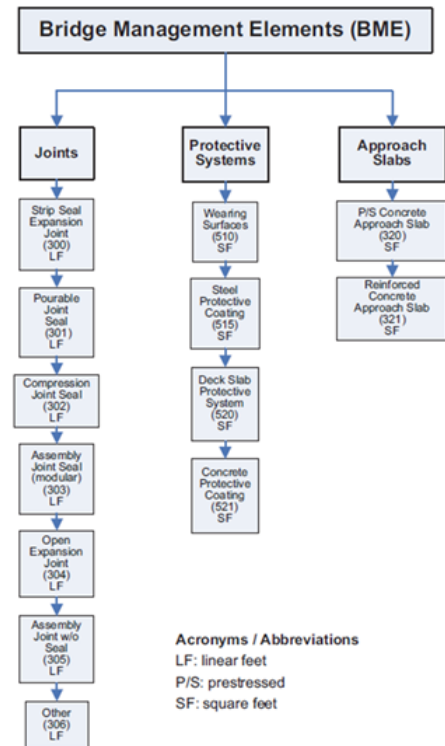 Bridge Management Elements (BME)
Joints
Strip Seal
Expansion
Joint
(300)
LF
Pourable
Joint
Seal
(301)
LF
Compression
Joint Seal
(302)
LF
Assembly
Joint Seal
(modular)
(303)
LF
Open
Expansion
Joint
(304)
LF
Assembly
Joint w/o
Seal
(305)
LF
Other
(306)
LF
Protective
Systems
Wearing
Surfaces
(510)
SF
Steel
Protective
Coating
(515)
SF
Deck Slab
Protective
System
(520)
SF
Concrete
Protective
Coating
(521)
SF
Approach
Slabs
P/S Concrete
Approach Slab
(320)
SF
Reinforced
Concrete
Approach Slab
(321)
SF
Acronyms / Abbreviations
LF: linear feet
P/S: prestressed
SF: square feet